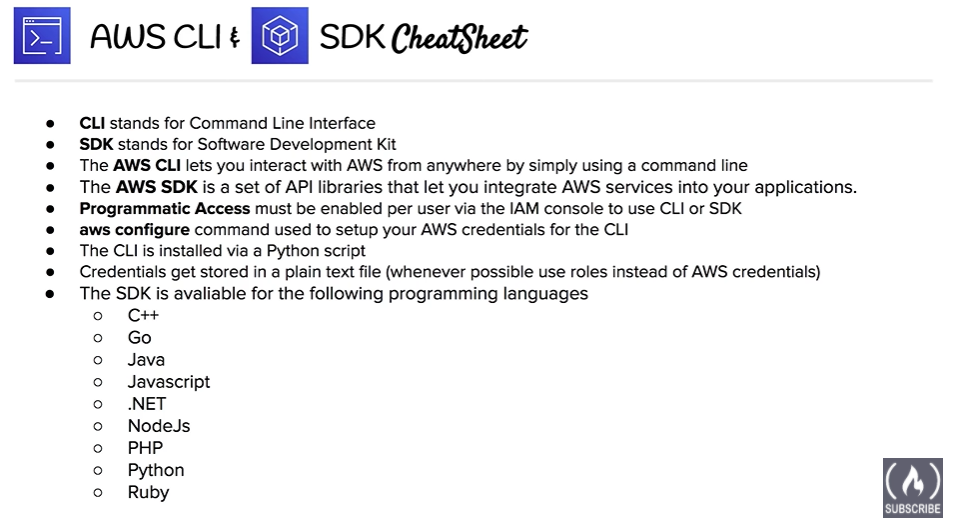 AWS CLI & SDK CheatSheet
● CLI stands for Command Line Interface
● SDK stands for Software Development Kit
● The AWS CLI lets you interact with AWS from anywhere by simply using a command line
● The AWS SDK is a set of API libraries that let you integrate AWS services into your applications.
● Programmatic Access must be enabled per user via the IAM console to use CLI or SDK
● aws configure command used to setup your AWS credentials for the CLI
● The CLI is installed via a Python script
● Credentials get stored in a plain text file (whenever possible use roles instead of AWS credentials)
● The SDK is avaliable for the following programming languages
○ C++
○ Go
○ Java
○ Javascript
○ .NET
○ NodeJs
○ PHP
○ Python
○ Ruby
SUBSCRIBE